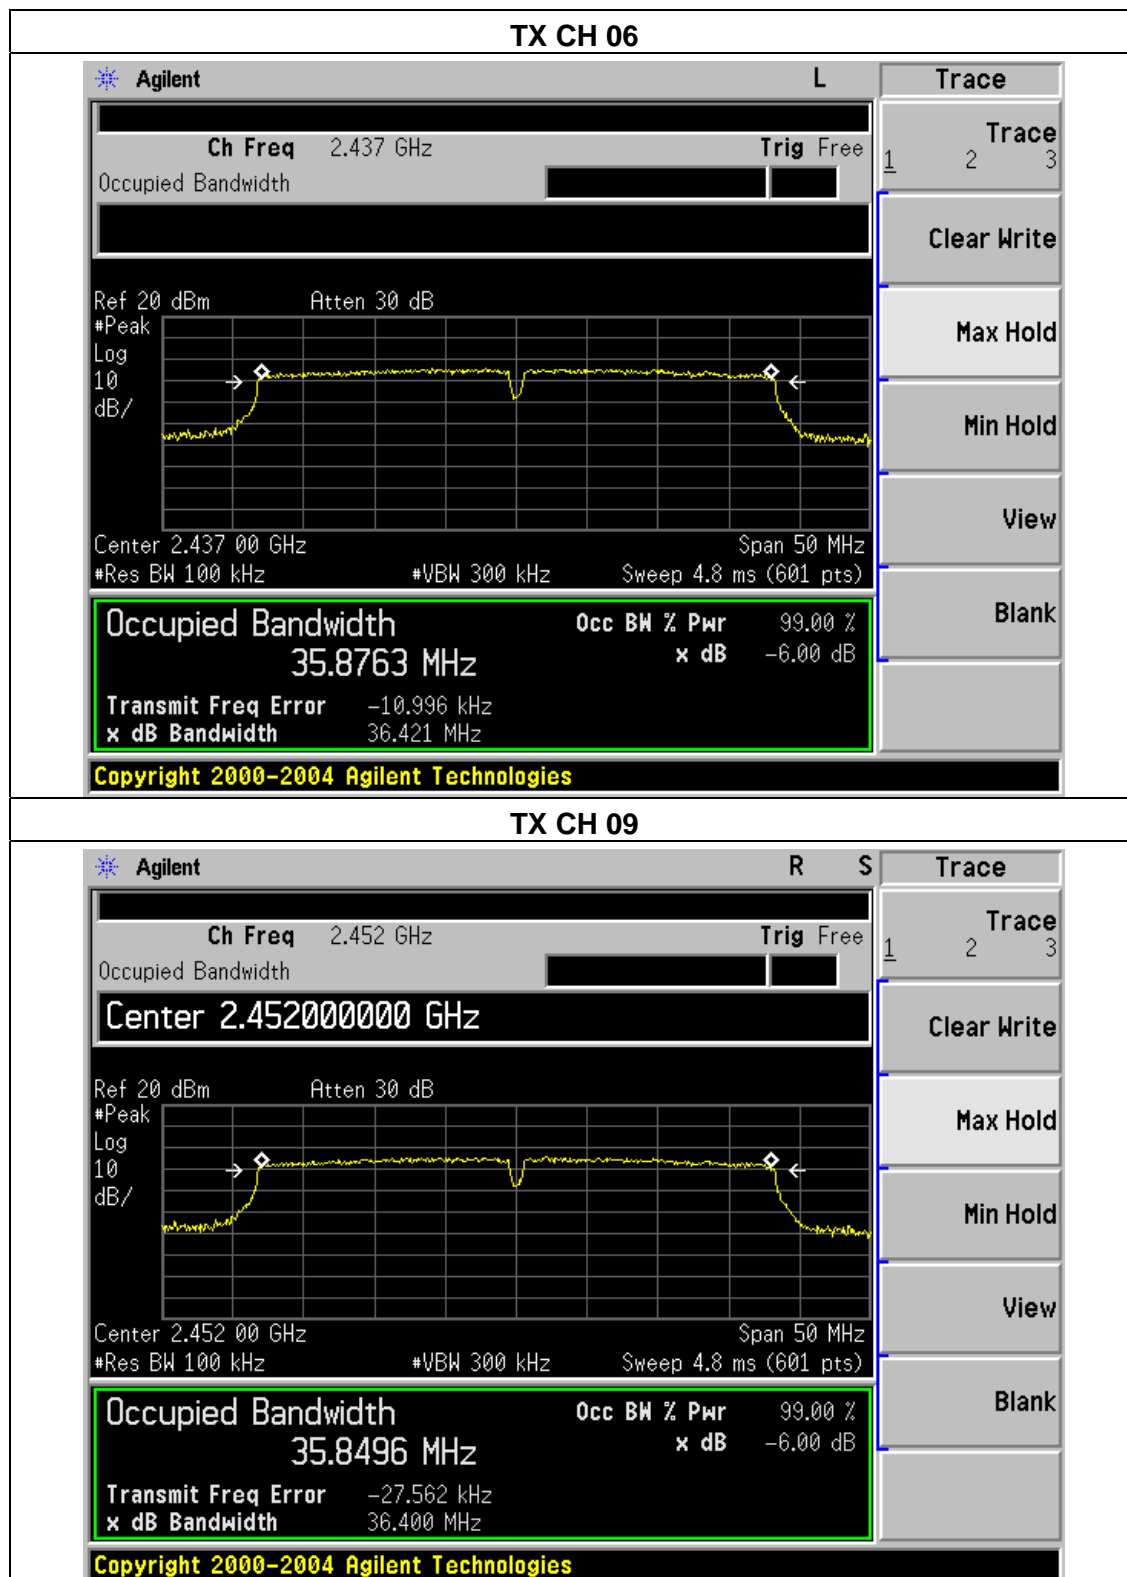 TX CH 06
Agilent L Trace
Ch Freq 2.437 GHz Trig Free
Trace
1 2 3
Occupied Bandwidth
Clear Write
Ref 20 dBm Atten 30 dB
#Peak
Log
10
dB/
Max Hold
Min Hold
View
Center 2.437 00 GHz Span 50 MHz
#Res BW 100 kHz #VBW 300 kHz Sweep 4.8 ms (601 pts)
Blank
Occupied Bandwidth Occ BW % Pwr 99.00 %
35.8763 MHz x dB -6.00 dB
Transmit Freq Error -10.996 kHz
x dB Bandwidth 36.421 MHz
Copyright 2000-2004 Agilent Technologies
TX CH 09
Agilent R S Trace
Ch Freq 2.452 GHz Trig Free
Trace
1 2 3
Occupied Bandwidth
Center 2.452000000 GHz
Clear Write
Ref 20 dBm Atten 30 dB
#Peak
Log
10
dB/
Max Hold
Min Hold
View
Center 2.452 00 GHz Span 50 MHz
#Res BW 100 kHz #VBW 300 kHz Sweep 4.8 ms (601 pts)
Blank
Occupied Bandwidth Occ BW % Pwr 99.00 %
35.8496 MHz x dB -6.00 dB
Transmit Freq Error -27.562 kHz
x dB Bandwidth 36.400 MHz
Copyright 2000-2004 Agilent Technologies